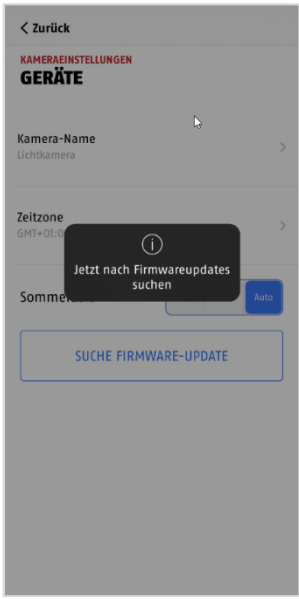 Zurück
KAMERAEINSTELLUNGEN
GERÄTE
Kamera-Name
Lichtkamera
Zeitzone
GMT+01:0
Jetzt nach Firmwareupdates
suchen
Auto
SUCHE FIRMWARE-UPDATE